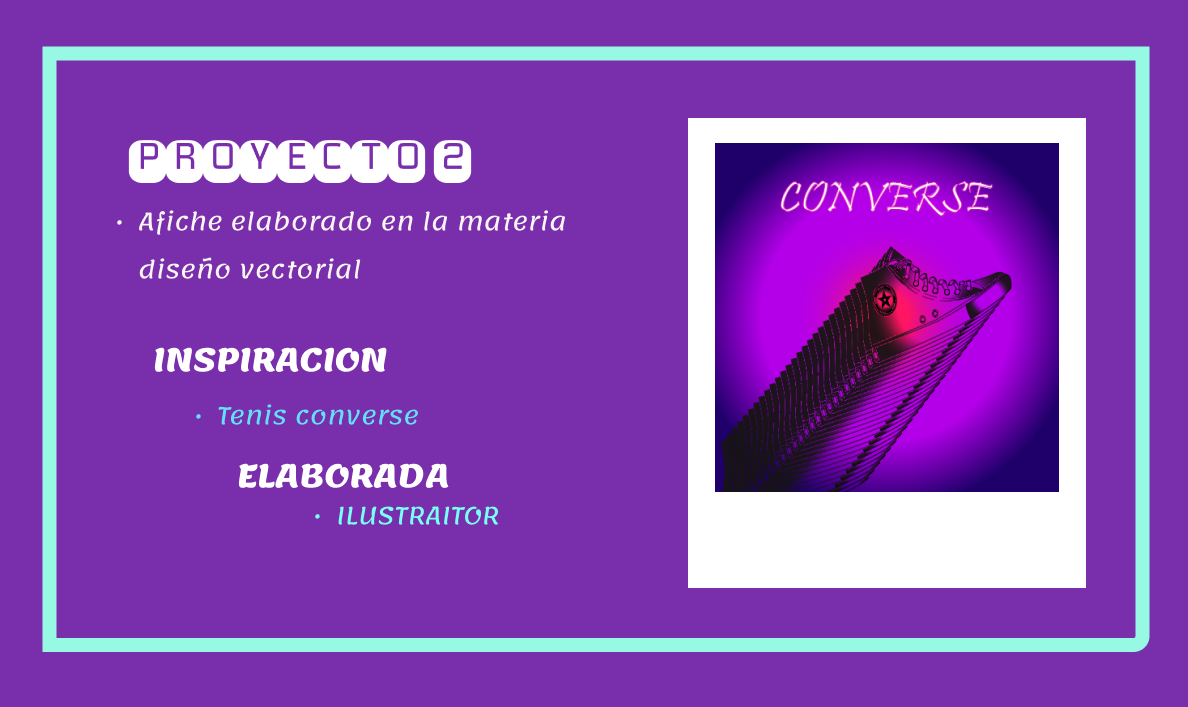 PROYECTO 2
• Afiche elaborado en la materia
diseño vectorial
INSPIRACION
• Tenis converse
ELABORADA
• ILUSTRAITOR
CONVERSE